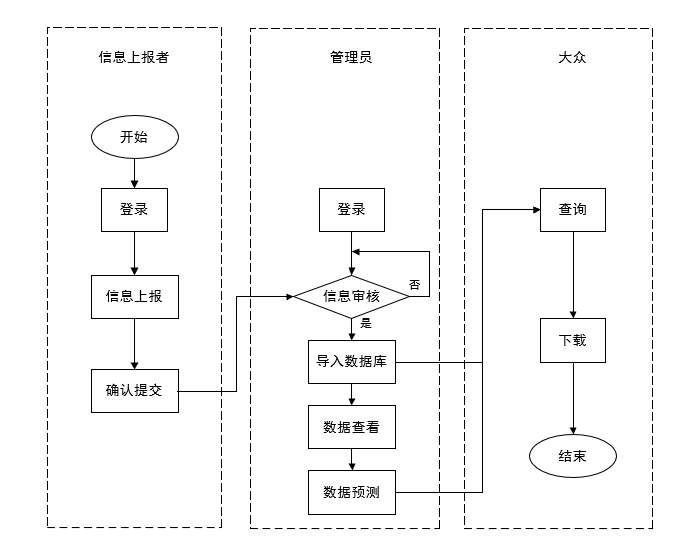 信息上报者
管理员
大众
开始
登录
信息上报
确认提交
登录
信息审核
否
是
导入数据库
数据查看
数据预测
查询
下载
结束